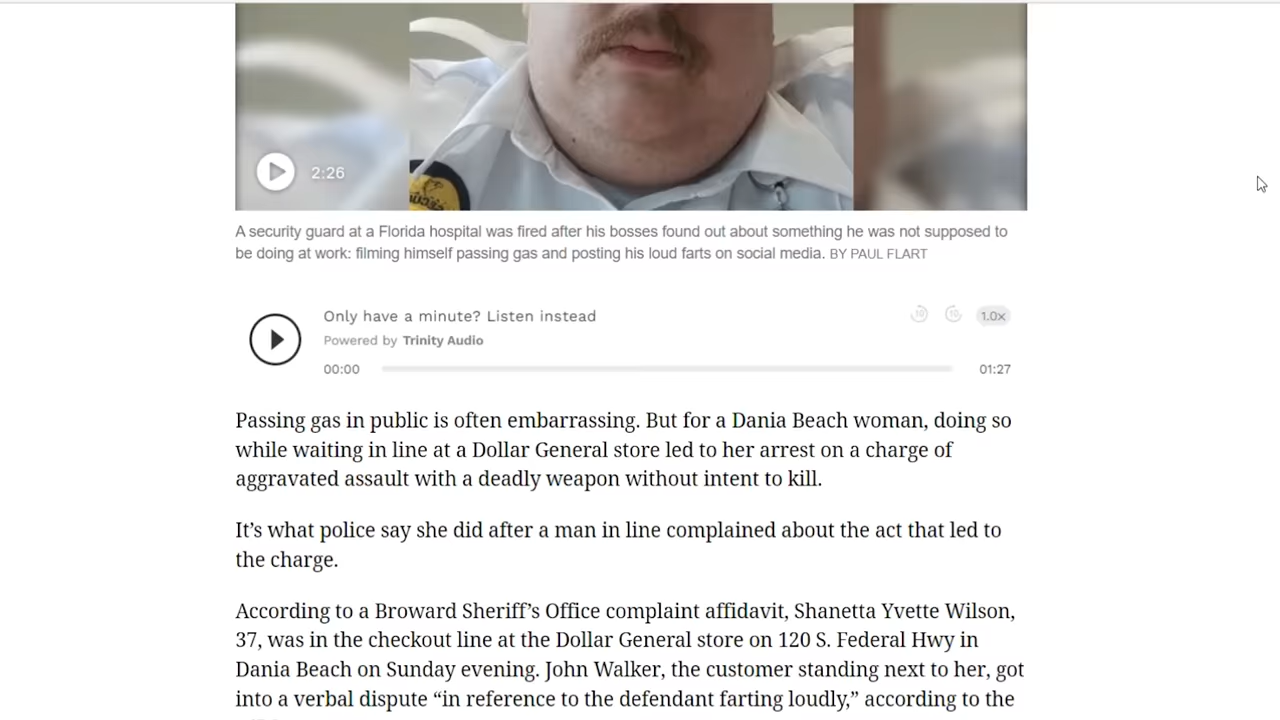 2:26
A security guard at a Florida hospital was fired after his bosses found out about something he was not supposed to
be doing at work: filming himself passing gas and posting his loud farts on social media. BY PAUL FLART
Only have a minute? Listen instead
10 10 1.0x
Powered by Trinity Audio
00:00 01:27
Passing gas in public is often embarrassing. But for a Dania Beach woman, doing so
while waiting in line at a Dollar General store led to her arrest on a charge of
aggravated assault with a deadly weapon without intent to kill.
It’s what police say she did after a man in line complained about the act that led to
the charge.
According to a Broward Sheriff’s Office complaint affidavit, Shanetta Yvette Wilson,
37, was in the checkout line at the Dollar General store on 120 S. Federal Hwy in
Dania Beach on Sunday evening. John Walker, the customer standing next to her, got
into a verbal dispute “in reference to the defendant farting loudly,” according to the